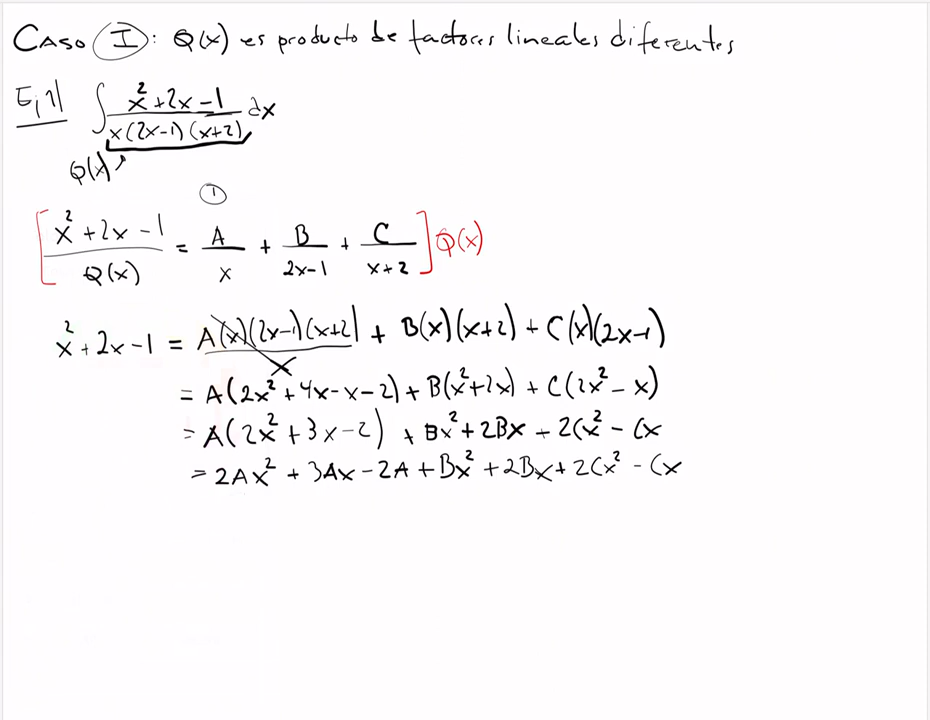 CASO I: Q(x) es producto de factores lineales diferentes
Ej 1) ∫ (x² + 2x - 1)/(x(2x-1)(x+2)) dx
Q(x)
①
[(x² + 2x - 1)/Q(x) = A/x + B/(2x-1) + C/(x+2)] Q(x)
x² + 2x - 1 = A(x)(2x-1)(x+2)/x + B(x)(x+2) + C(x)(2x-1)
= A(2x² + 4x - x - 2) + B(x² + 2x) + C(2x² - x)
= A(2x² + 3x - 2) + Bx² + 2Bx + 2Cx² - Cx
= 2Ax² + 3Ax - 2A + Bx² + 2Bx + 2Cx² - Cx